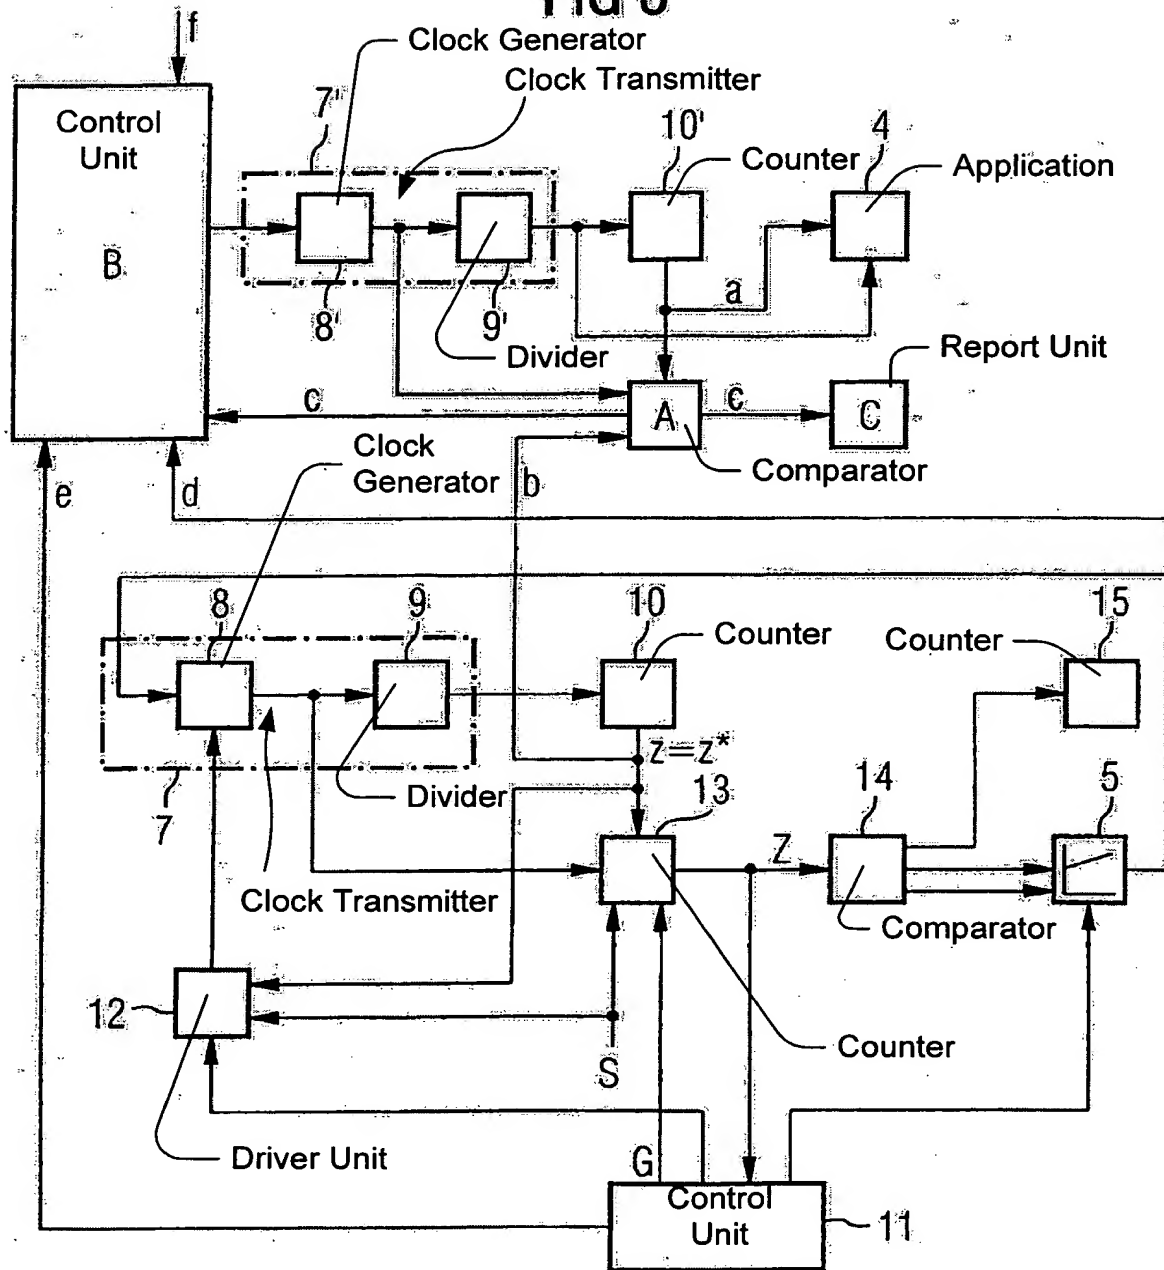 f
Clock Generator
Clock Transmitter
Control
Unit
7'
10'
4
Counter
Application
B
a
8'
9'
Divider
Report Unit
c
A
c
C
Clock
Generator
Comparator
e
d
b
8
9
10
15
Counter
Counter
z=z*
7
Divider
13
14
5
Z
Clock Transmitter
Comparator
12
S
Counter
Driver Unit
G
Control
Unit
11